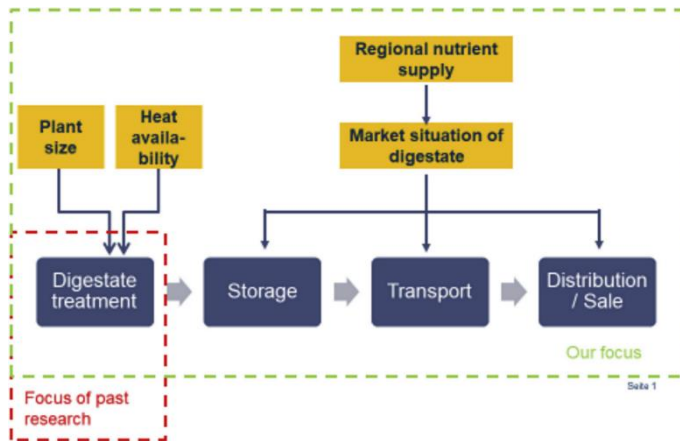 Regional nutrient
supply
Plant
size
Heat
availa-
bility
Market situation of
digestate
Digestate
treatment
Storage
Transport
Distribution
/ Sale
Our focus
Seite 1
Focus of past
research